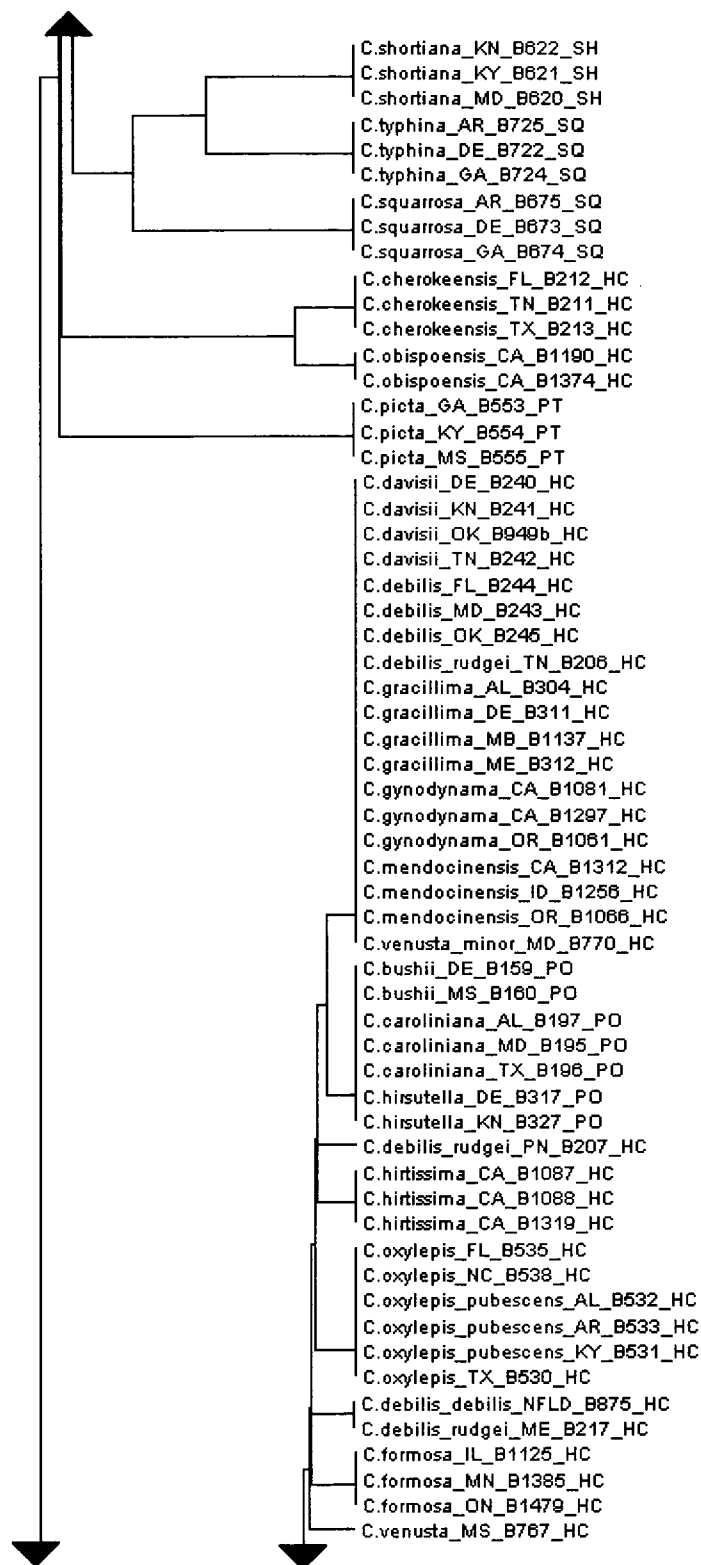 C.shortiana_KN_B622_SH
C.shortiana_KY_B621_SH
C.shortiana_MD_B620_SH
C.typhina_AR_B725_SQ
C.typhina_DE_B722_SQ
C.typhina_GA_B724_SQ
C.squarrosa_AR_B675_SQ
C.squarrosa_DE_B673_SQ
C.squarrosa_GA_B674_SQ
C.cherokeensis_FL_B212_HC
C.cherokeensis_TN_B211_HC
C.cherokeensis_TX_B213_HC
C.obispoensis_CA_B1190_HC
C.obispoensis_CA_B1374_HC
C.picta_GA_B553_PT
C.picta_KY_B554_PT
C.picta_MS_B555_PT
C.davisii_DE_B240_HC
C.davisii_KN_B241_HC
C.davisii_OK_B949b_HC
C.davisii_TN_B242_HC
C.debilis_FL_B244_HC
C.debilis_MD_B243_HC
C.debilis_OK_B245_HC
C.debilis_rudgei_TN_B206_HC
C.gracillima_AL_B304_HC
C.gracillima_DE_B311_HC
C.gracillima_MB_B1137_HC
C.gracillima_ME_B312_HC
C.gynodynama_CA_B1081_HC
C.gynodynama_CA_B1297_HC
C.gynodynama_OR_B1061_HC
C.mendocinensis_CA_B1312_HC
C.mendocinensis_ID_B1256_HC
C.mendocinensis_OR_B1066_HC
C.venusta_minor_MD_B770_HC
C.bushii_DE_B159_PO
C.bushii_MS_B160_PO
C.caroliniana_AL_B197_PO
C.caroliniana_MD_B195_PO
C.caroliniana_TX_B196_PO
C.hirsutella_DE_B317_PO
C.hirsutella_KN_B327_PO
C.debilis_rudgei_PN_B207_HC
C.hirtissima_CA_B1087_HC
C.hirtissima_CA_B1088_HC
C.hirtissima_CA_B1319_HC
C.oxylepis_FL_B535_HC
C.oxylepis_NC_B538_HC
C.oxylepis_pubescens_AL_B532_HC
C.oxylepis_pubescens_AR_B533_HC
C.oxylepis_pubescens_KY_B531_HC
C.oxylepis_TX_B530_HC
C.debilis_debilis_NFLD_B875_HC
C.debilis_rudgei_ME_B217_HC
C.formosa_IL_B1125_HC
C.formosa_MN_B1385_HC
C.formosa_ON_B1479_HC
C.venusta_MS_B767_HC